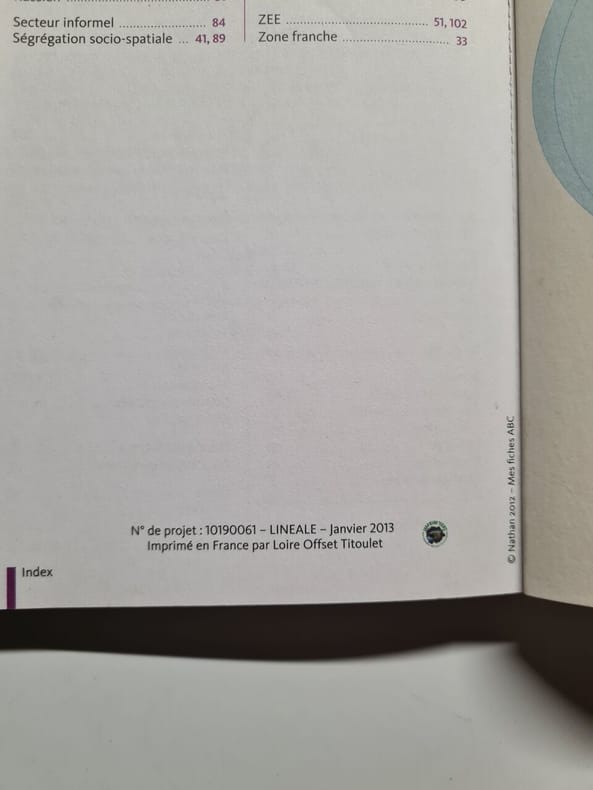 Secteur informel ............................ 84
Ségrégation socio-spatiale ... 41, 89
ZEE ........................................ 51, 102
Zone franche .............................. 33
© Nathan 2012 – Mes fiches ABC
N° de projet : 10190061 – LINEALE – Janvier 2013
Imprimé en France par Loire Offset Titoulet
Index